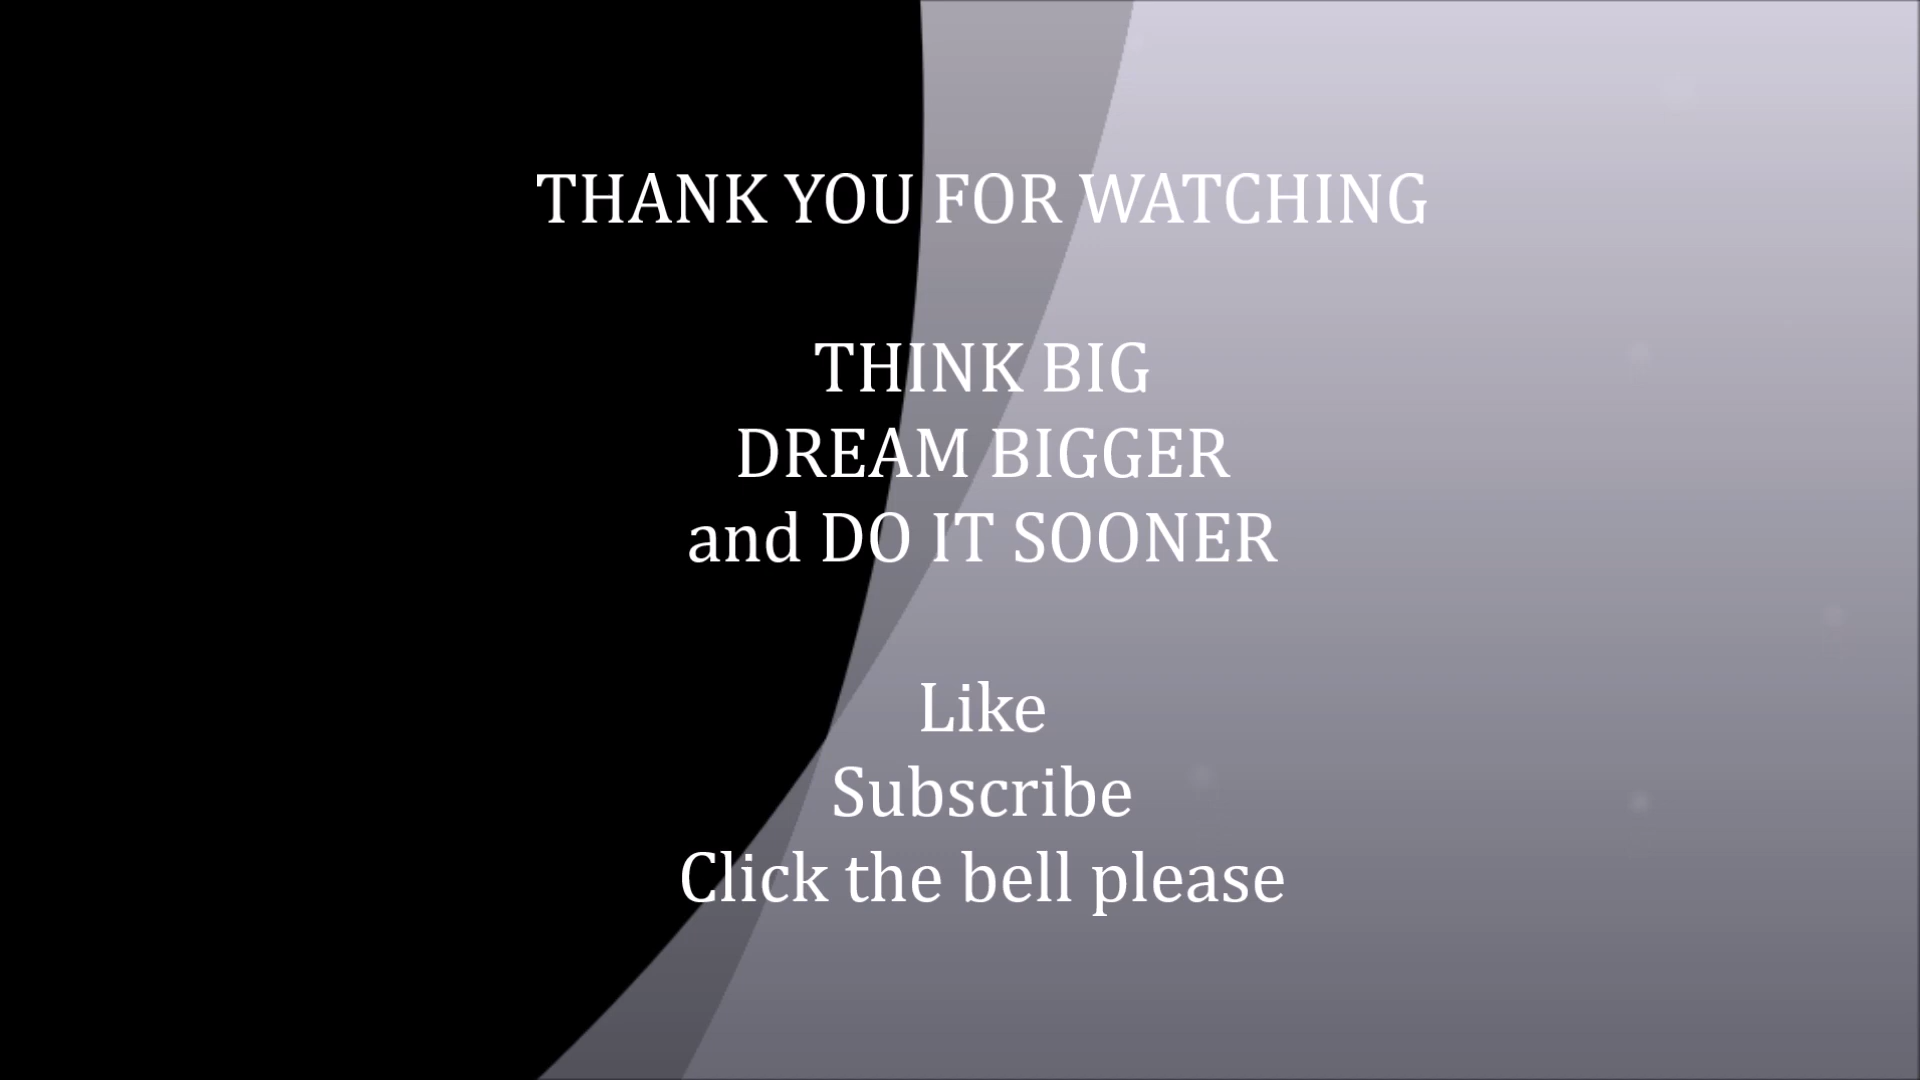 THANK YOU FOR WATCHING
THINK BIG
DREAM BIGGER
and DO IT SOONER
Like
Subscribe
Click the bell please